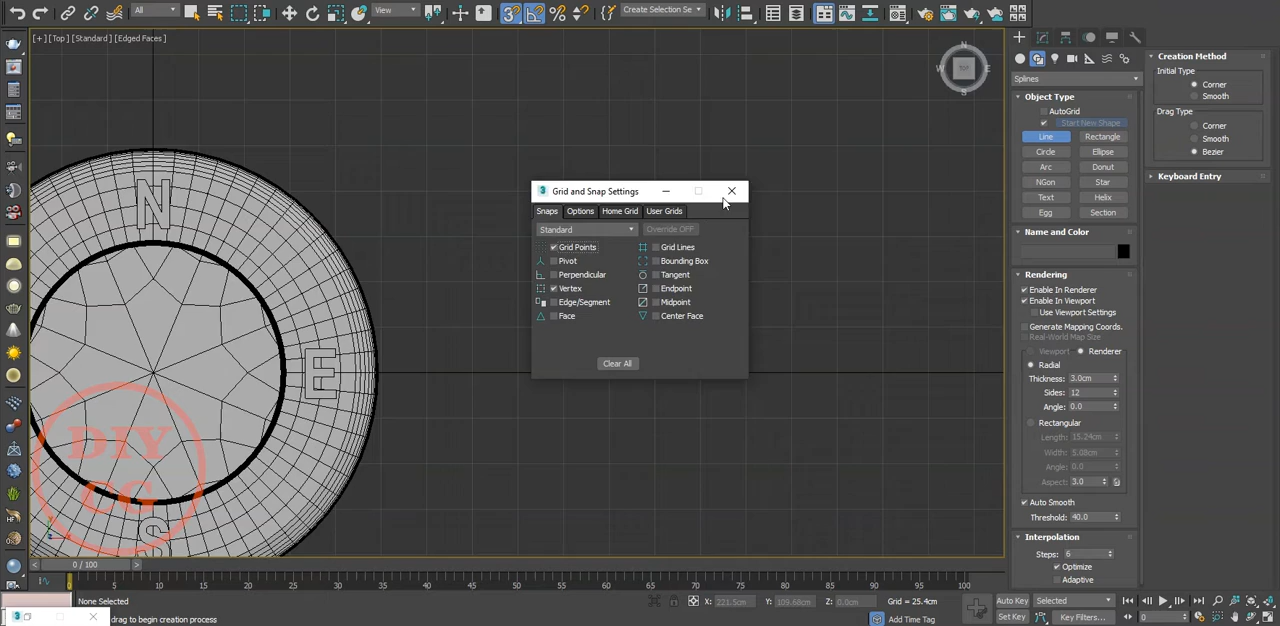 All
View
Create Selection Se
[+] [Top] [Standard] [Edged Faces]
N
W
TOP
E
S
N
E
S
DIY
CG
Grid and Snap Settings
Snaps Options Home Grid User Grids
Standard Override OFF
Grid Points Grid Lines
Pivot Bounding Box
Perpendicular Tangent
Vertex Endpoint
Edge/Segment Midpoint
Face Center Face
Clear All
Splines
Object Type
AutoGrid
Start New Shape
Line Rectangle
Circle Ellipse
Arc Donut
NGon Star
Text Helix
Egg Section
Name and Color
Rendering
Enable In Renderer
Enable In Viewport
Use Viewport Settings
Generate Mapping Coords.
Real-World Map Size
Viewport Renderer
Radial
Thickness: 3.0cm
Sides: 12
Angle: 0.0
Rectangular
Length: 15.24cm
Width: 5.08cm
Angle: 0.0
Aspect: 3.0
Auto Smooth
Threshold: 40.0
Interpolation
Steps: 6
Optimize
Adaptive
Creation Method
Initial Type
Corner
Smooth
Drag Type
Corner
Smooth
Bezier
Keyboard Entry
0 / 100
0 5 10 15 20 25 30 35 40 45 50 55 60 65 70 75 80 85 90 95 100
None Selected X: 221.5cm Y: 109.68cm Z: 0.0cm Grid = 25.4cm Auto Key Selected
drag to begin creation process Add Time Tag Set Key Key Filters... 0